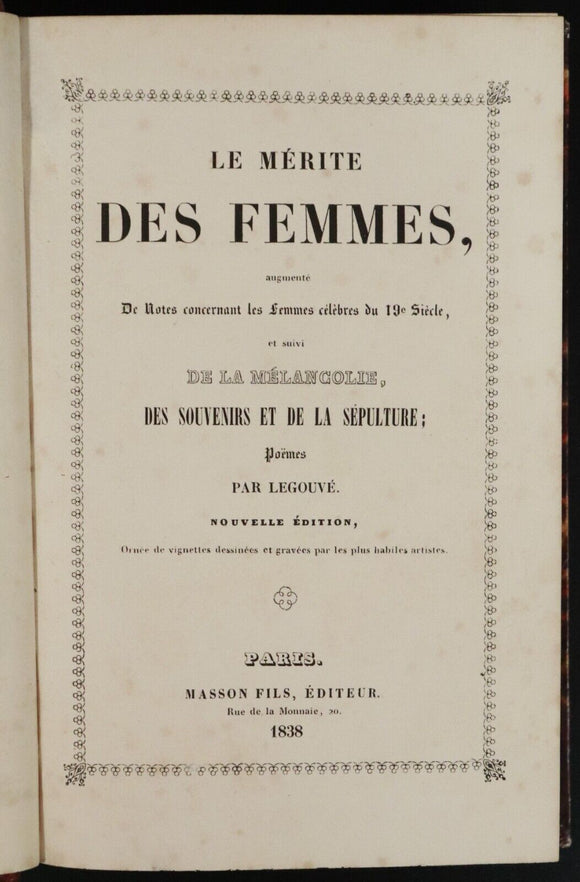 LE MÉRITE
DES FEMMES,
augmenté
De Notes concernant les Femmes célèbres du 19e Siècle,
et suivi
DE LA MÉLANCOLIE,
DES SOUVENIRS ET DE LA SÉPULTURE;
Poëmes
PAR LEGOUVÉ.
NOUVELLE ÉDITION,
Ornée de vignettes dessinées et gravées par les plus habiles artistes.
PARIS.
MASSON FILS, ÉDITEUR.
Rue de la Monnaie, 20.
1838